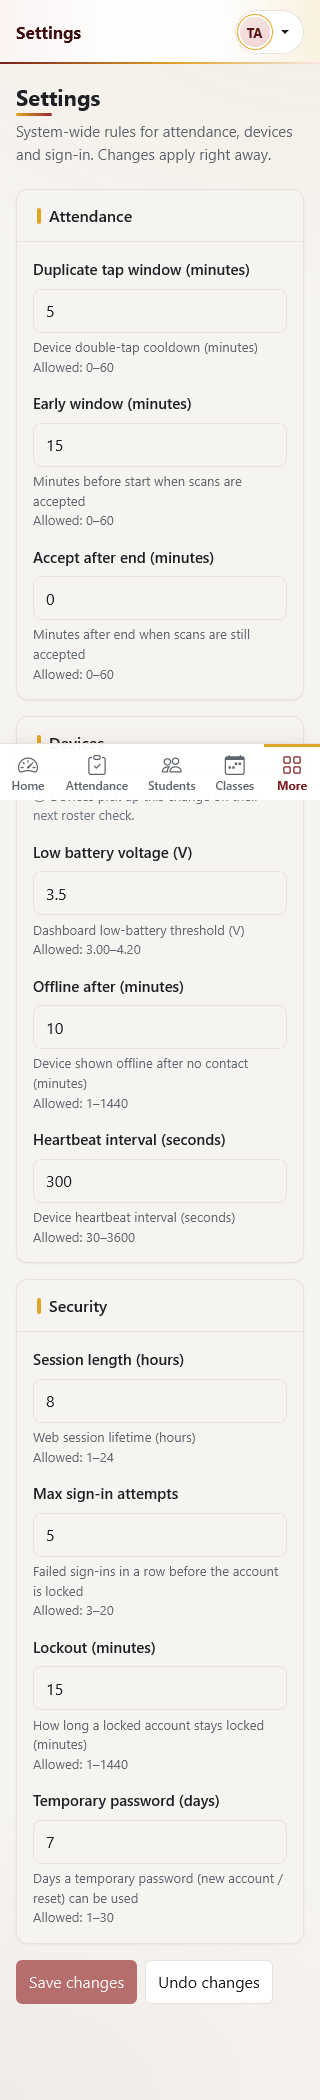 Settings
TA
Settings
System-wide rules for attendance, devices
and sign-in. Changes apply right away.
Attendance
Duplicate tap window (minutes)
5
Device double-tap cooldown (minutes)
Allowed: 0–60
Early window (minutes)
15
Minutes before start when scans are
accepted
Allowed: 0–60
Accept after end (minutes)
0
Minutes after end when scans are still
accepted
Allowed: 0–60
Devices
Home
Attendance
Students
Classes
More
Devices pick up this change on their
next roster check.
Low battery voltage (V)
3.5
Dashboard low-battery threshold (V)
Allowed: 3.00–4.20
Offline after (minutes)
10
Device shown offline after no contact
(minutes)
Allowed: 1–1440
Heartbeat interval (seconds)
300
Device heartbeat interval (seconds)
Allowed: 30–3600
Security
Session length (hours)
8
Web session lifetime (hours)
Allowed: 1–24
Max sign-in attempts
5
Failed sign-ins in a row before the account
is locked
Allowed: 3–20
Lockout (minutes)
15
How long a locked account stays locked
(minutes)
Allowed: 1–1440
Temporary password (days)
7
Days a temporary password (new account /
reset) can be used
Allowed: 1–30
Save changes
Undo changes